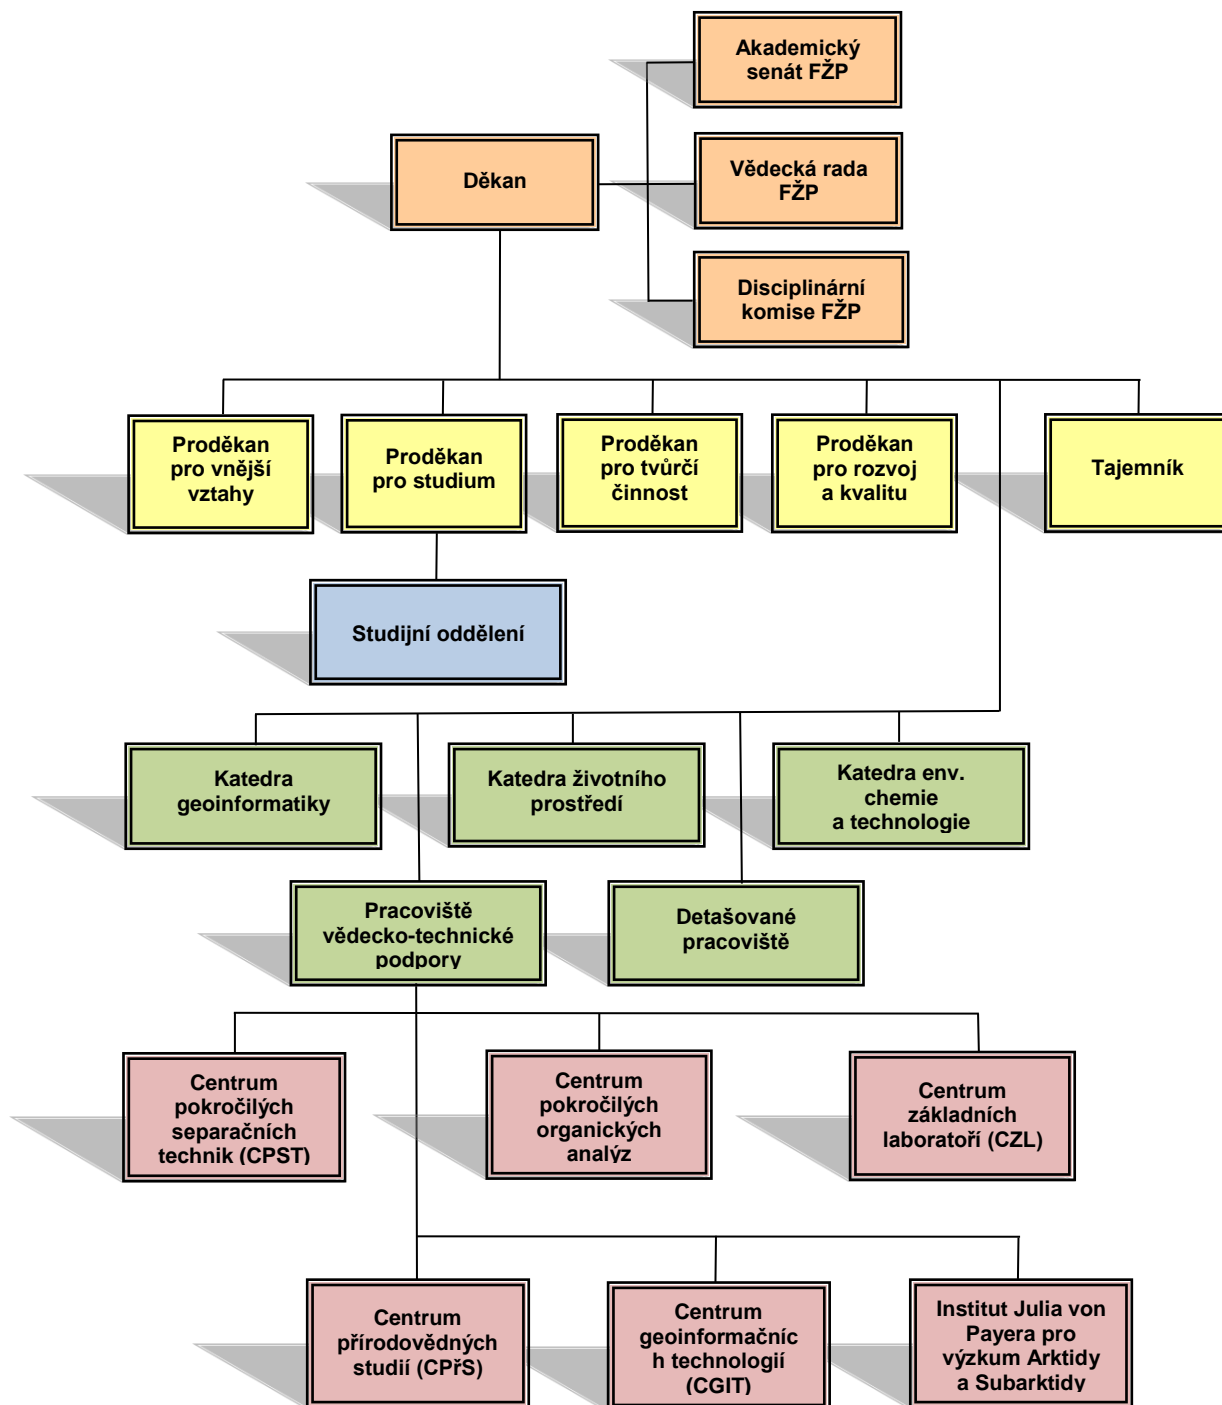 Akademický
senát FŽP
Děkan
Vědecká rada
FŽP
Disciplinární
komise FŽP
Proděkan
pro vnější
vztahy
Proděkan
pro studium
Proděkan
pro tvůrčí
činnost
Proděkan
pro rozvoj
a kvalitu
Tajemník
Studijní oddělení
Katedra
geoinformatiky
Katedra životního
prostředí
Katedra env.
chemie
a technologie
Pracoviště
vědecko-technické
podpory
Detašované
pracoviště
Centrum
pokročilých
separačních
technik (CPST)
Centrum
pokročilých
organických
analýz
Centrum
základních
laboratoří (CZL)
Centrum
přírodovědných
studií (CPřS)
Centrum
geoinformačníc
h technologií
(CGIT)
Institut Julia von
Payera pro
výzkum Arktidy
a Subarktidy